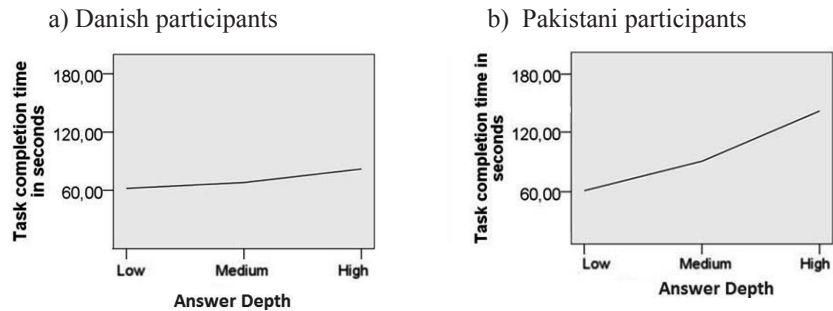 a) Danish participants
Task completion time
in seconds
180,00
120,00
60,00
Low Medium High
Answer Depth
b) Pakistani participants
Task completion time in
seconds
180,00
120,00
60,00
Low Medium High
Answer Depth